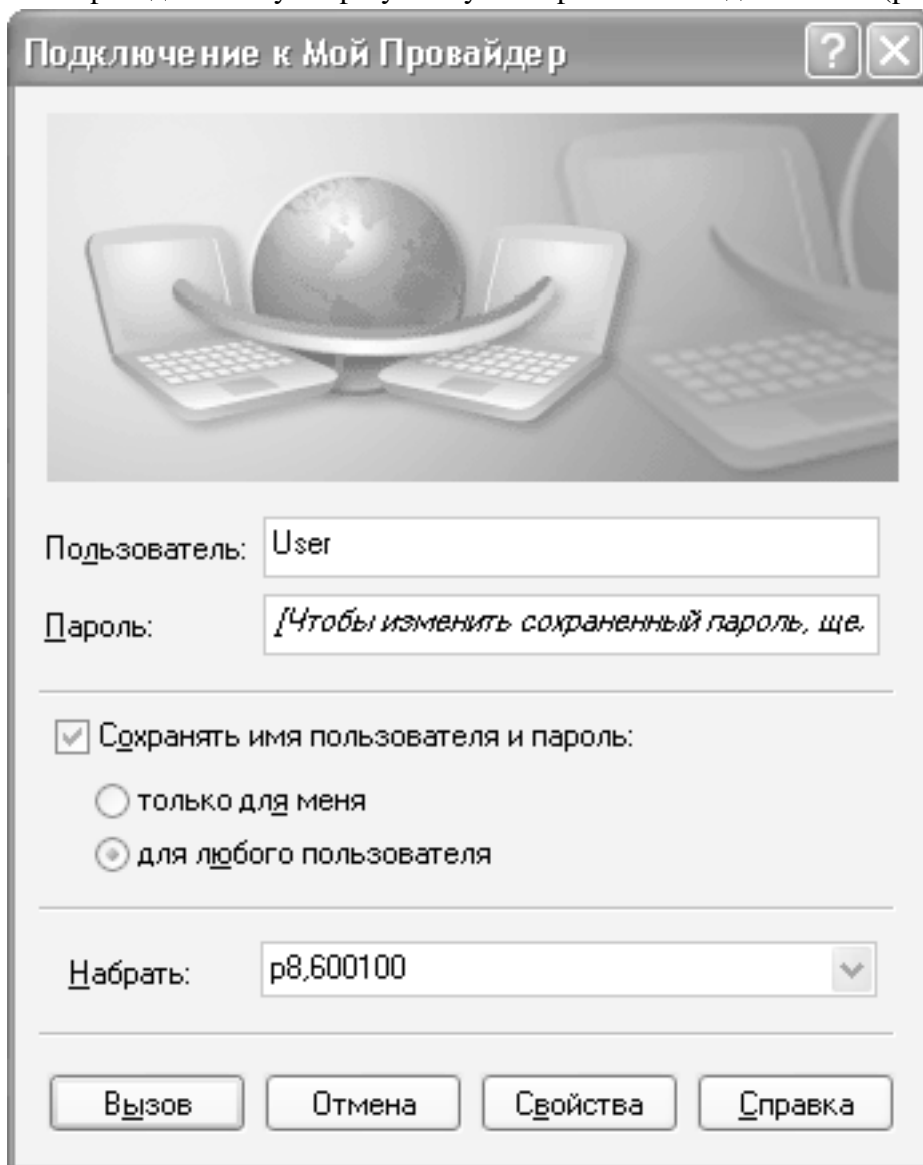 Подключение к Мой Провайдер
Пользователь: User
Пароль: [Чтобы изменить сохраненный пароль, ще
Сохранять имя пользователя и пароль:
только для меня
для любого пользователя
Набрать: p8,600100
Вызов Отмена Свойства Справка